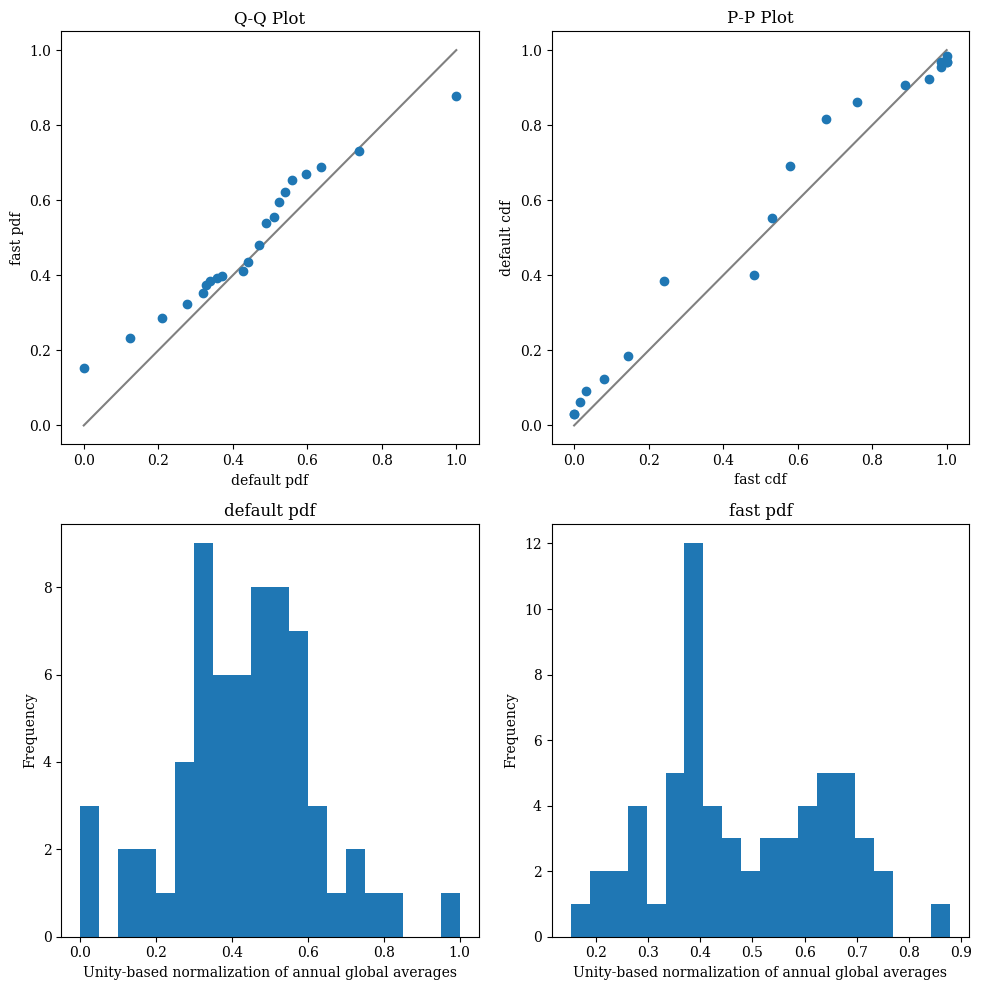 Q-Q Plot
fast pdf
1.0
0.8
0.6
0.4
0.2
0.0
0.0 0.2 0.4 0.6 0.8 1.0
default pdf
P-P Plot
default cdf
1.0
0.8
0.6
0.4
0.2
0.0
0.0 0.2 0.4 0.6 0.8 1.0
fast cdf
default pdf
Frequency
8
6
4
2
0
0.0 0.2 0.4 0.6 0.8 1.0
Unity-based normalization of annual global averages
fast pdf
Frequency
12
10
8
6
4
2
0
0.2 0.3 0.4 0.5 0.6 0.7 0.8 0.9
Unity-based normalization of annual global averages